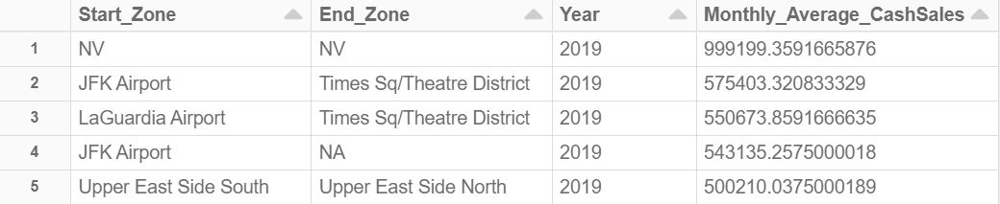 Start_Zone End_Zone Year Monthly_Average_CashSales
1 NV NV 2019 999199.3591665876
2 JFK Airport Times Sq/Theatre District 2019 575403.320833329
3 LaGuardia Airport Times Sq/Theatre District 2019 550673.8591666635
4 JFK Airport NA 2019 543135.2575000018
5 Upper East Side South Upper East Side North 2019 500210.0375000189